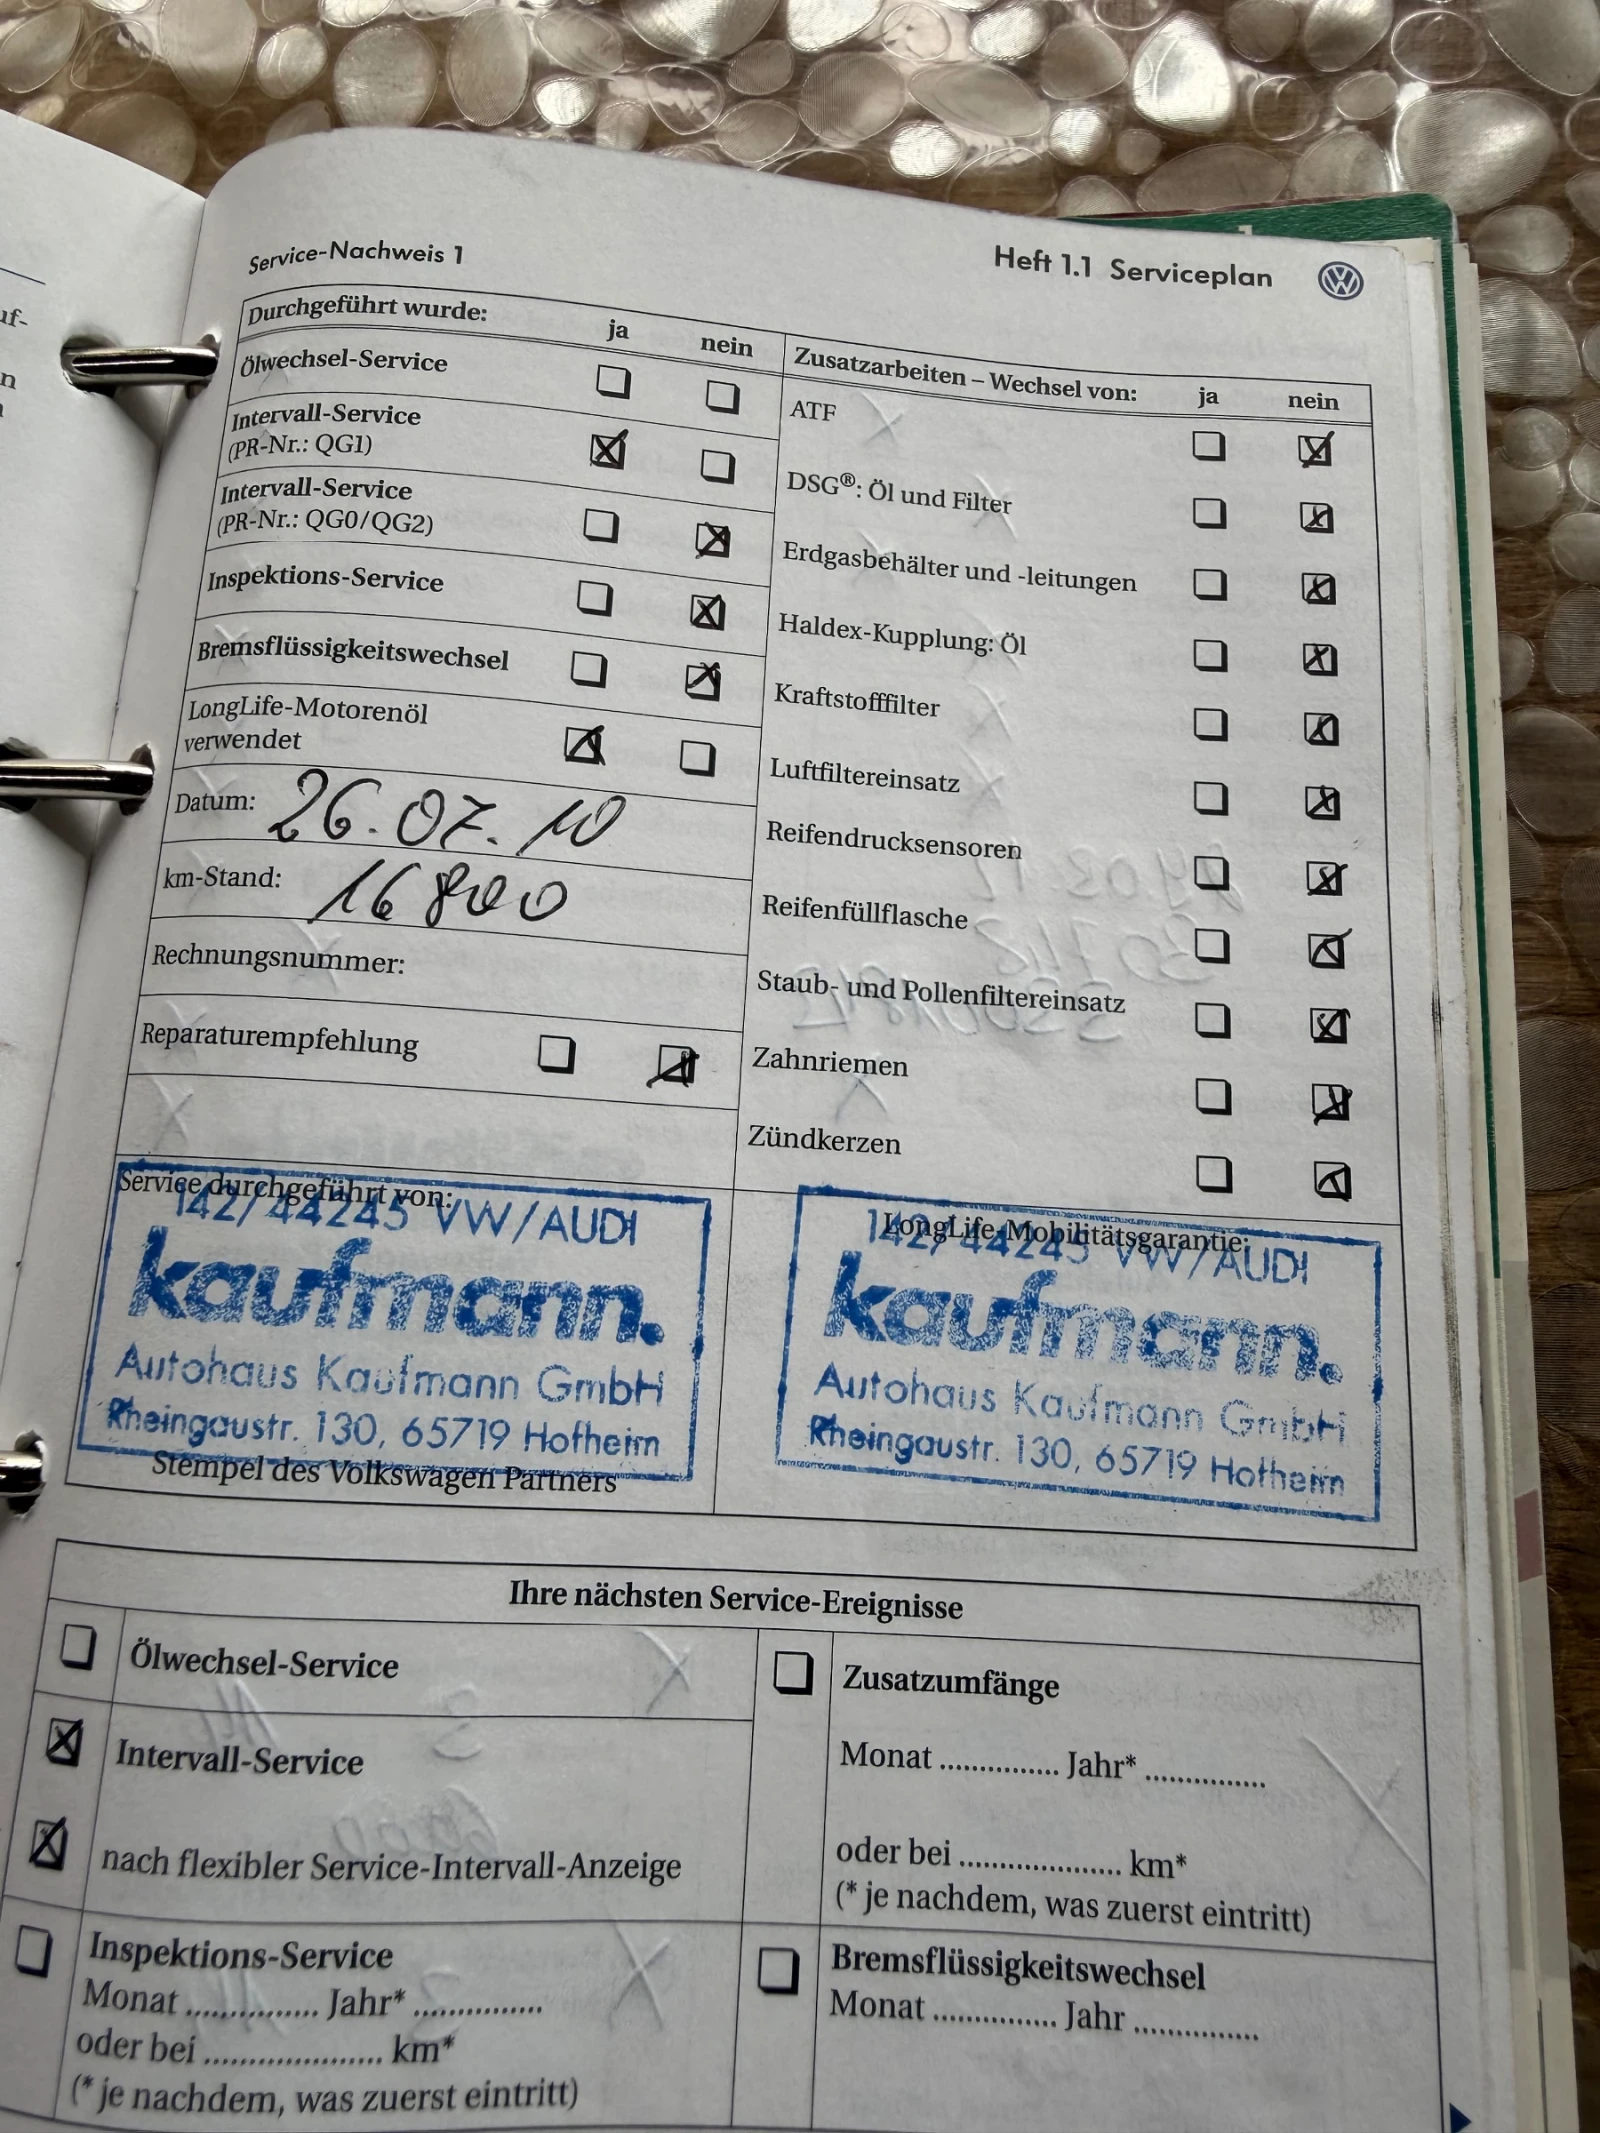 uf-
n
Service-Nachweis 1
Heft 1.1 Serviceplan
Durchgeführt wurde: ja nein
Ölwechsel-Service
Intervall-Service
(PR-Nr.: QG1)
Intervall-Service
(PR-Nr.: QG0/QG2)
Inspektions-Service
Bremsflüssigkeitswechsel
LongLife-Motorenöl
verwendet
Datum: 26.07.10
km-Stand: 16800
Rechnungsnummer:
Reparaturempfehlung
Zusatzarbeiten – Wechsel von: ja nein
ATF
DSG®: Öl und Filter
Erdgasbehälter und -leitungen
Haldex-Kupplung: Öl
Kraftstofffilter
Luftfiltereinsatz
Reifendrucksensoren
Reifenfüllflasche
Staub- und Pollenfiltereinsatz
Zahnriemen
Zündkerzen
Service durchgeführt von:
142/44245 VW/AUDI
kaufmann.
Autohaus Kaufmann GmbH
Rheingaustr. 130, 65719 Hofheim
Stempel des Volkswagen Partners
LongLife-Mobilitätsgarantie:
142/44245 VW/AUDI
kaufmann.
Autohaus Kaufmann GmbH
Rheingaustr. 130, 65719 Hofheim
Ihre nächsten Service-Ereignisse
Ölwechsel-Service
Intervall-Service
nach flexibler Service-Intervall-Anzeige
Inspektions-Service
Monat ............... Jahr* ...............
oder bei ..................... km*
(* je nachdem, was zuerst eintritt)
Zusatzumfänge
Monat ............... Jahr* ...............
oder bei .................... km*
(* je nachdem, was zuerst eintritt)
Bremsflüssigkeitswechsel
Monat ............... Jahr ...............